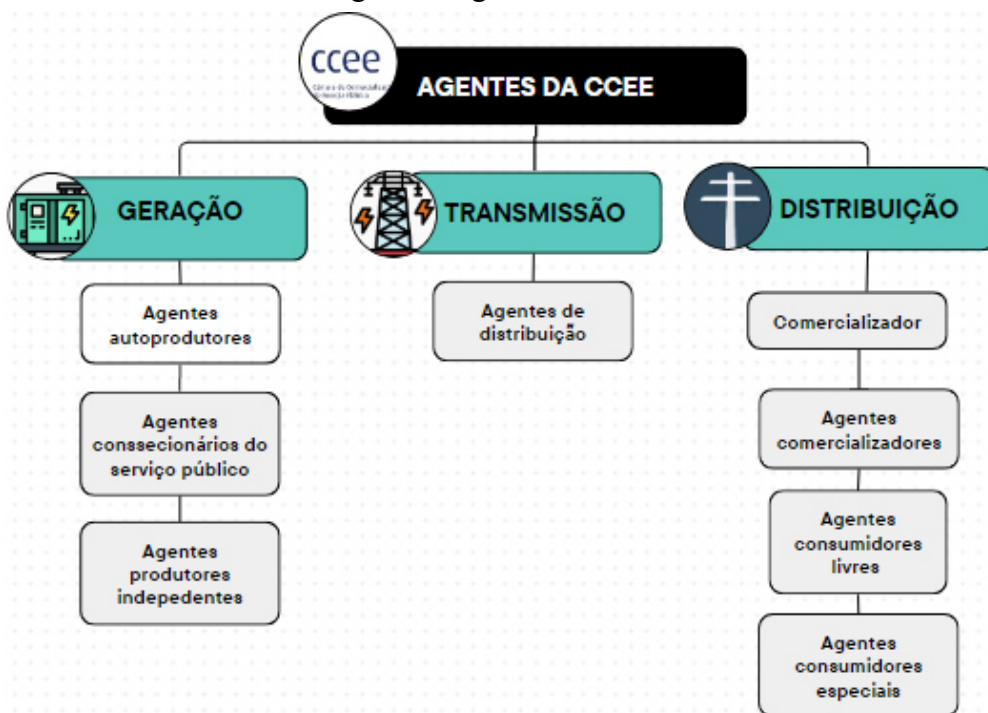 ccee
AGENTES DA CCEE
GERAÇÃO
TRANSMISSÃO
DISTRIBUIÇÃO
Agentes
autoprodutores
Agentes
conssecionários do
serviço público
Agentes
produtores
indepedentes
Agentes de
distribuição
Comercializador
Agentes
comercializadores
Agentes
consumidores
livres
Agentes
consumidores
especiais